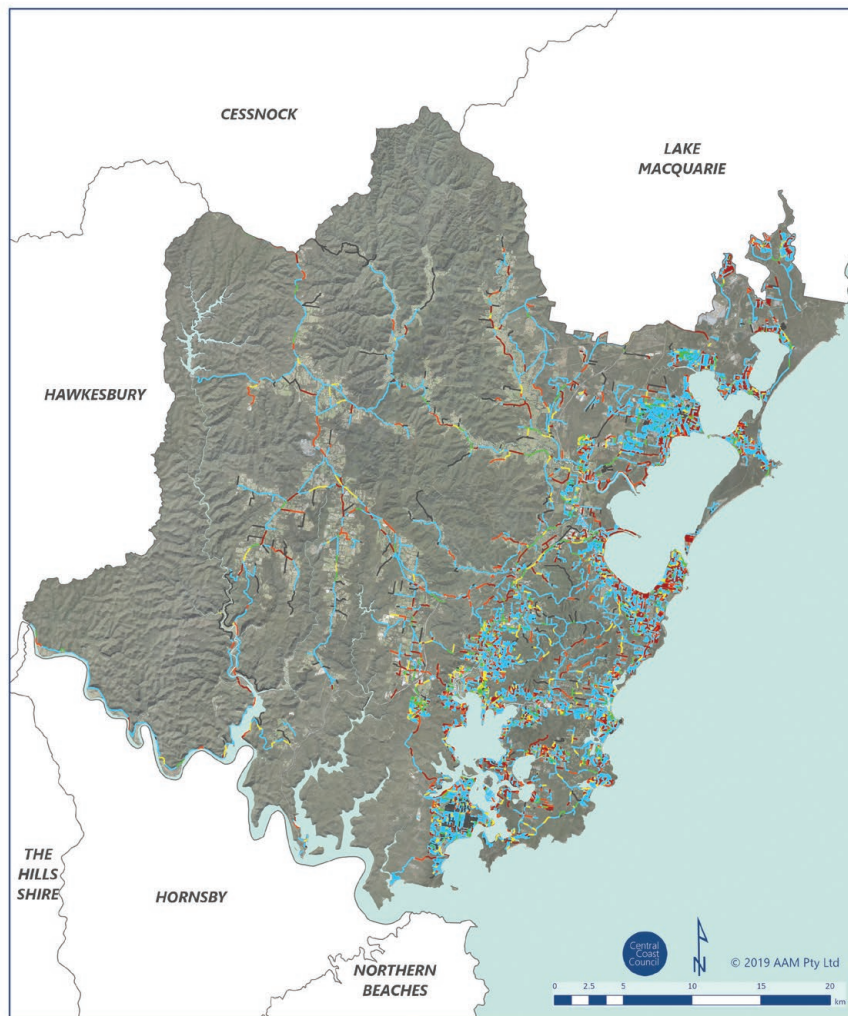 CESSNOCK
LAKE
MACQUARIE
HAWKESBURY
THE
HILLS
SHIRE
HORNSBY
NORTHERN
BEACHES
Central
Coast
Council
N
© 2019 AAM Pty Ltd
0 2.5 5 10 15 20
km